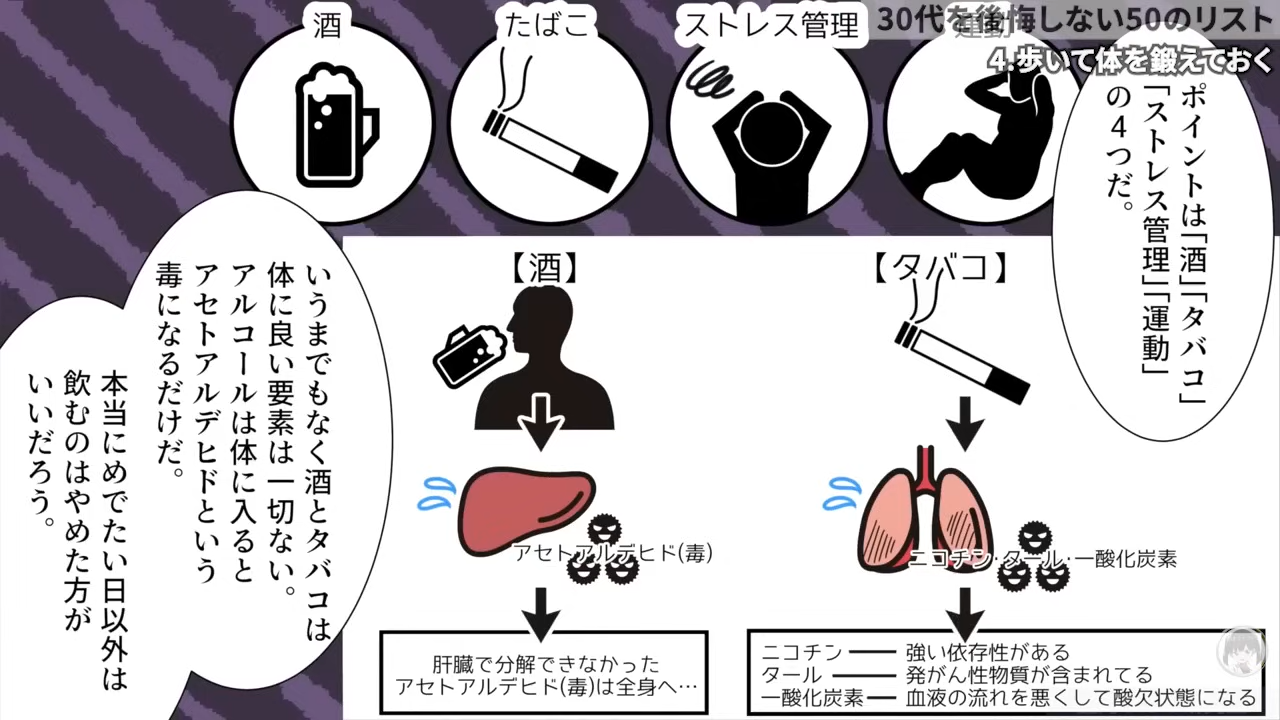 30代を後悔しない50のリスト
4.歩いて体を鍛えておく
酒
たばこ
ストレス管理
運動
ポイントは「酒」「タバコ」
「ストレス管理」「運動」
の４つだ。
いうまでもなく酒とタバコは
体に良い要素は一切ない。
アルコールは体に入ると
アセトアルデヒドという
毒になるだけだ。
本当にめでたい日以外は
飲むのはやめた方が
いいだろう。
【酒】
アセトアルデヒド(毒)
肝臓で分解できなかった
アセトアルデヒド(毒)は全身へ…
【タバコ】
ニコチン・タール・一酸化炭素
ニコチン ── 強い依存性がある
タール ── 発がん性物質が含まれてる
一酸化炭素 ─ 血液の流れを悪くして酸欠状態になる